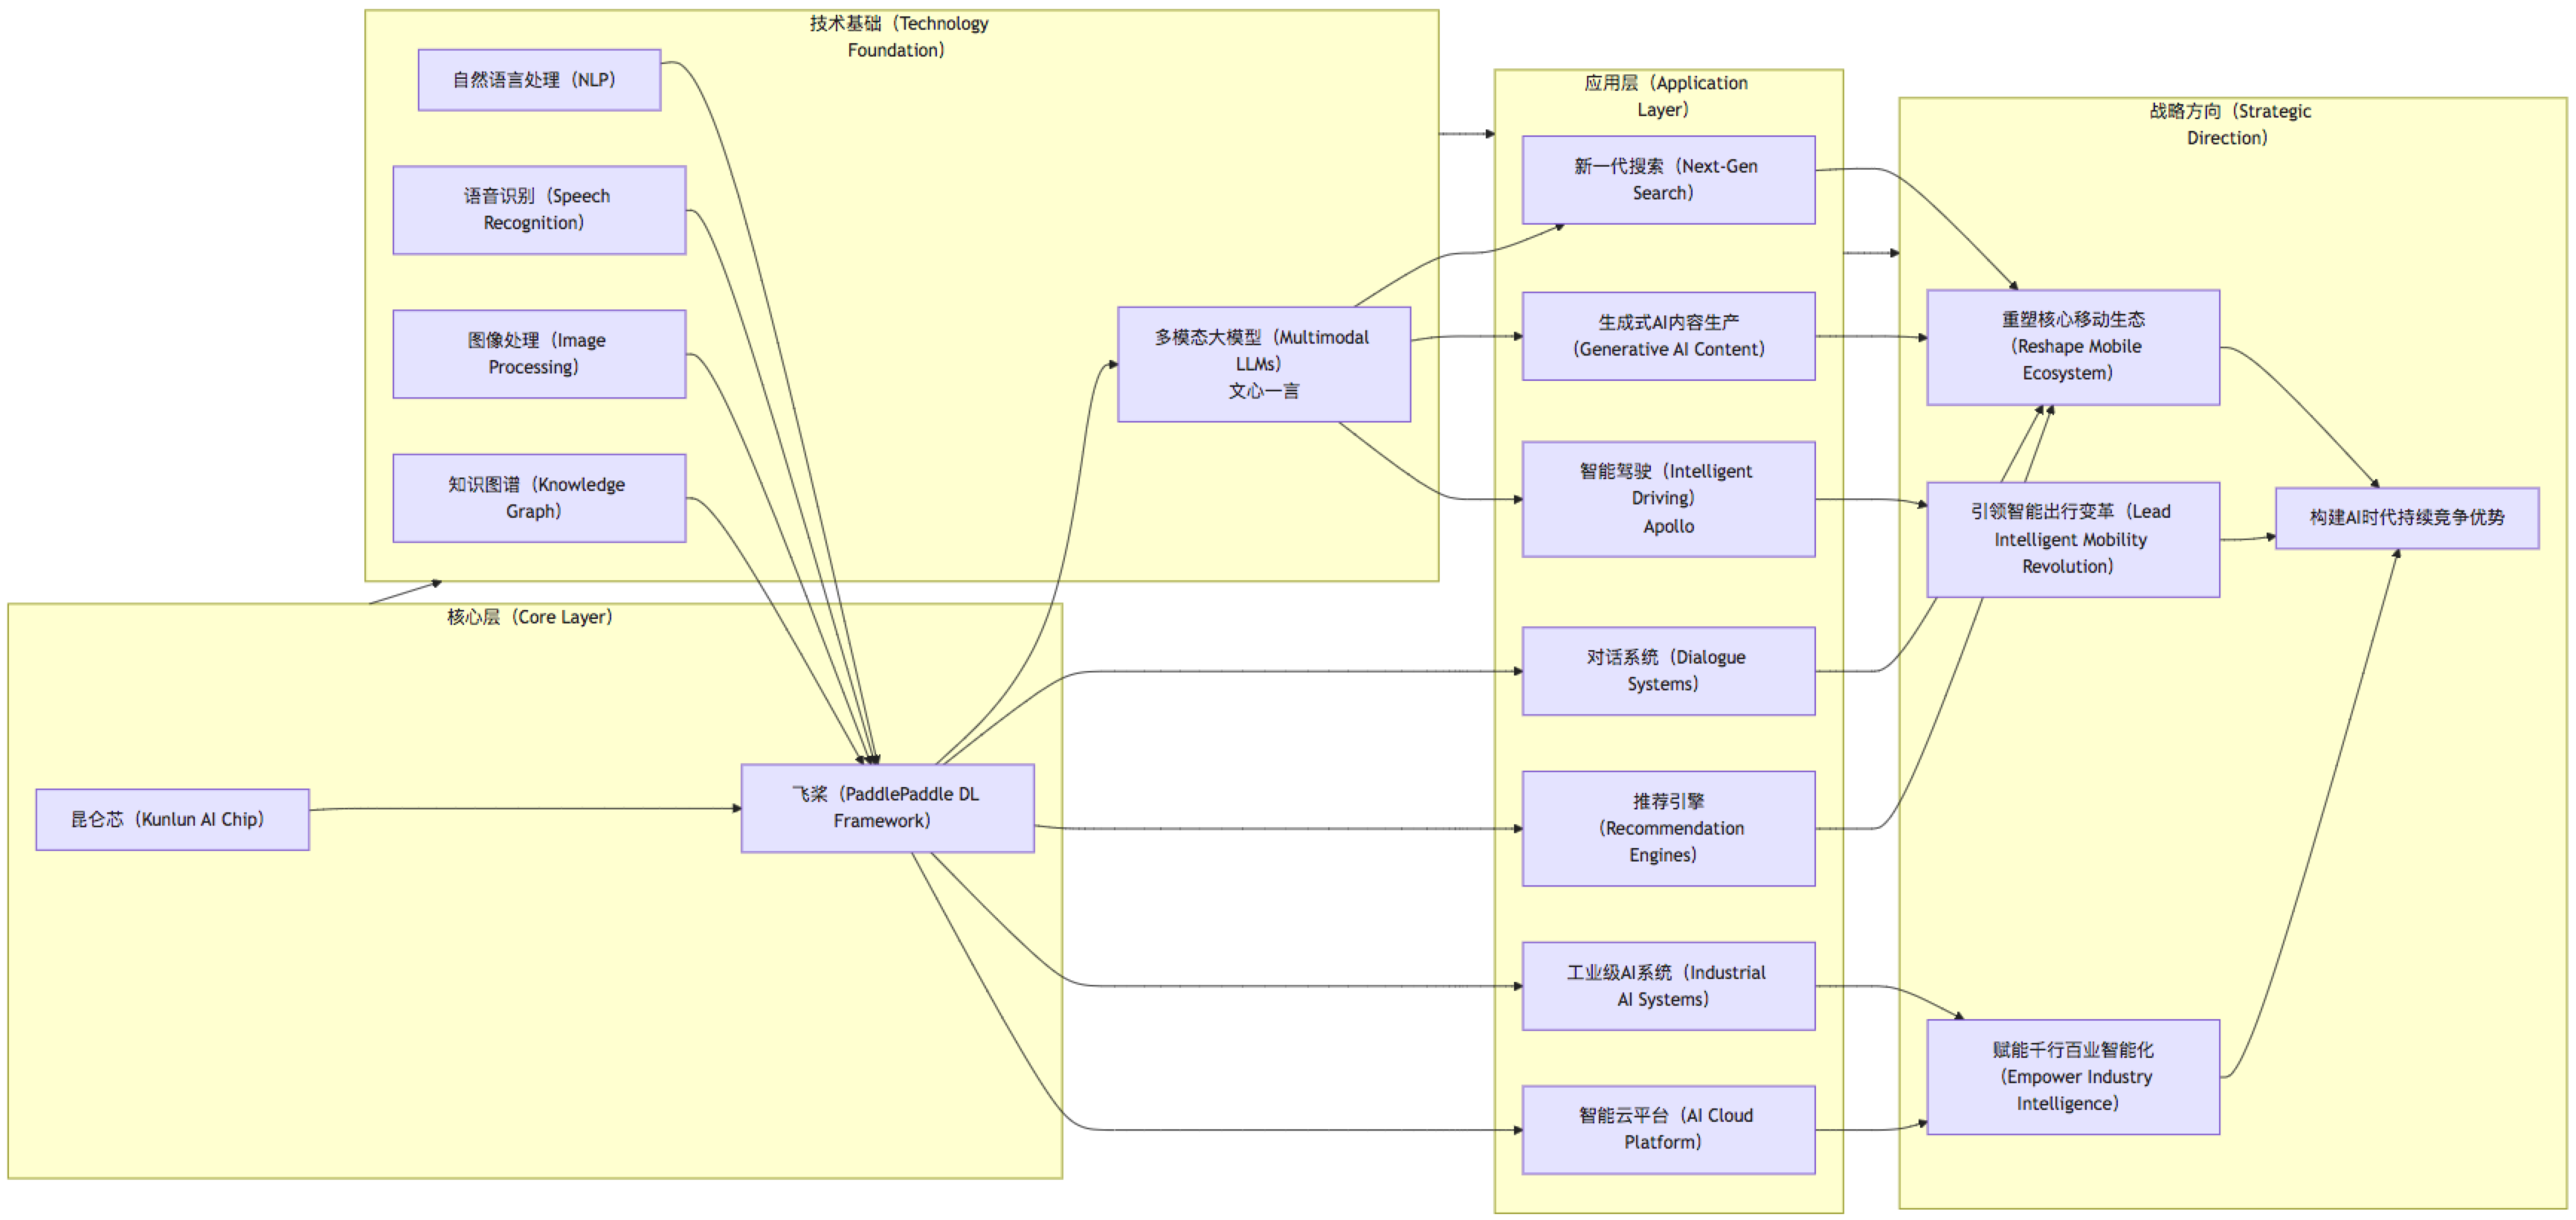 技术基础（Technology
Foundation）
自然语言处理（NLP）
语音识别（Speech
Recognition）
图像处理（Image
Processing）
知识图谱（Knowledge
Graph）
多模态大模型（Multimodal
LLMs）
文心一言
核心层（Core Layer）
昆仑芯（Kunlun AI Chip）
飞桨（PaddlePaddle DL
Framework）
应用层（Application
Layer）
新一代搜索（Next-Gen
Search）
生成式AI内容生产
（Generative AI Content）
智能驾驶（Intelligent
Driving）
Apollo
对话系统（Dialogue
Systems）
推荐引擎
（Recommendation
Engines）
工业级AI系统（Industrial
AI Systems）
智能云平台（AI Cloud
Platform）
战略方向（Strategic
Direction）
重塑核心移动生态
（Reshape Mobile
Ecosystem）
引领智能出行变革（Lead
Intelligent Mobility
Revolution）
构建AI时代持续竞争优势
赋能千行百业智能化
（Empower Industry
Intelligence）